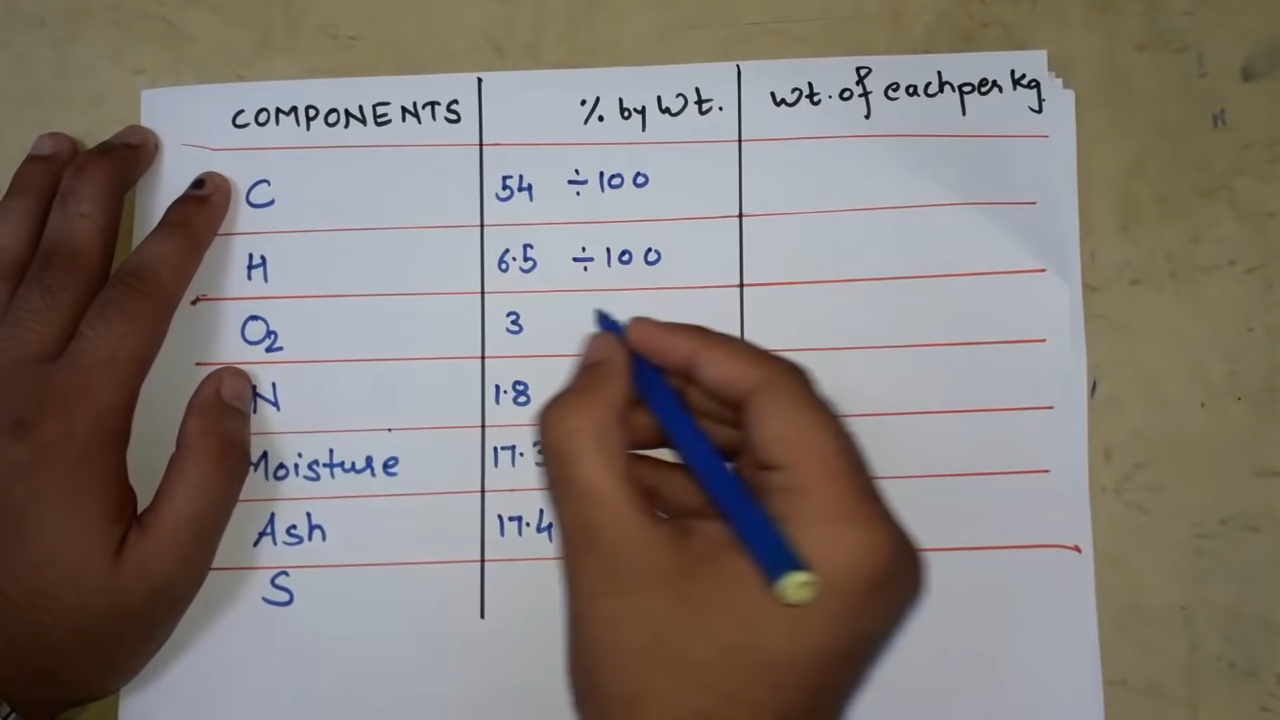 COMPONENTS % by Wt. Wt. of each per Kg
C 54 ÷100
H 6.5 ÷100
O2 3
N 1.8
Moisture 17.3
Ash 17.4
S